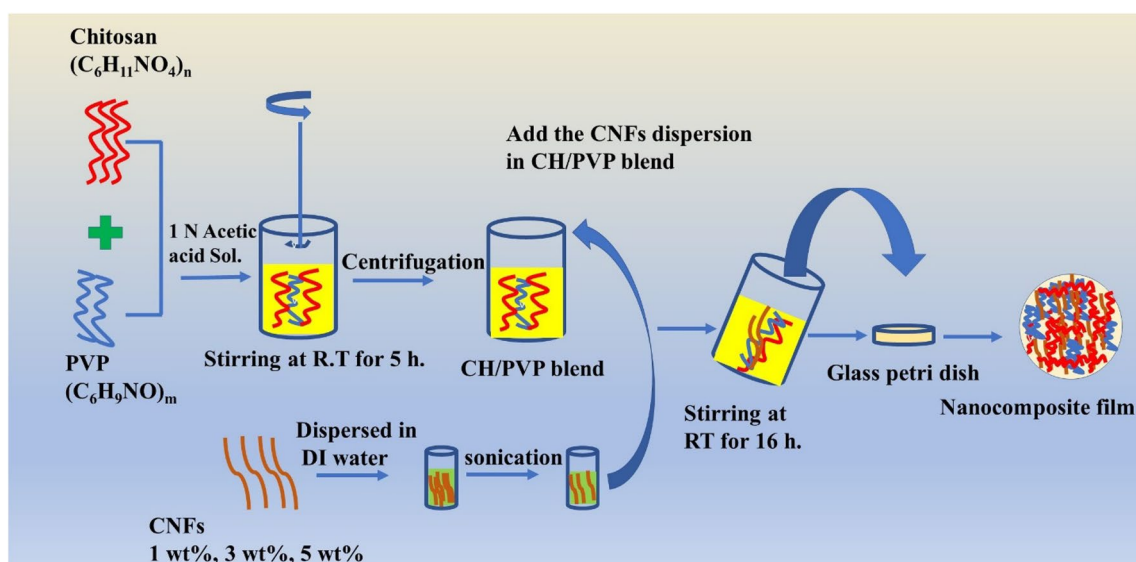 Chitosan
(C₆H₁₁NO₄)ₙ
Add the CNFs dispersion
in CH/PVP blend
1 N Acetic
acid Sol.
Centrifugation
PVP
(C₆H₉NO)ₘ
Stirring at R.T for 5 h.
CH/PVP blend
Glass petri dish
Nanocomposite film
Stirring at
RT for 16 h.
Dispersed in
DI water
sonication
CNFs
1 wt%, 3 wt%, 5 wt%